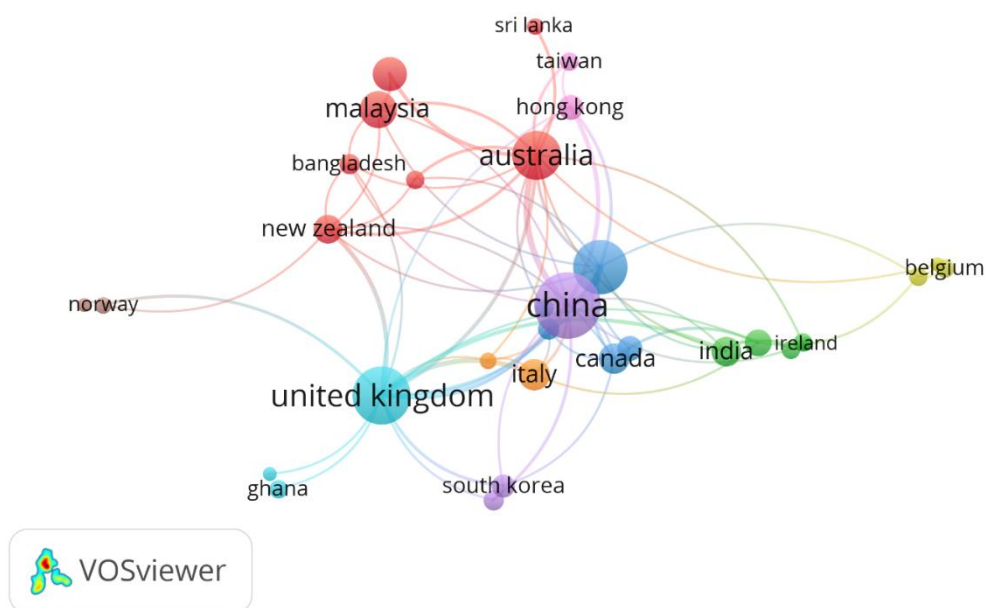 sri lanka
taiwan
hong kong
malaysia
australia
bangladesh
new zealand
belgium
norway
china
ireland
india
canada
italy
united kingdom
south korea
ghana
VOSviewer